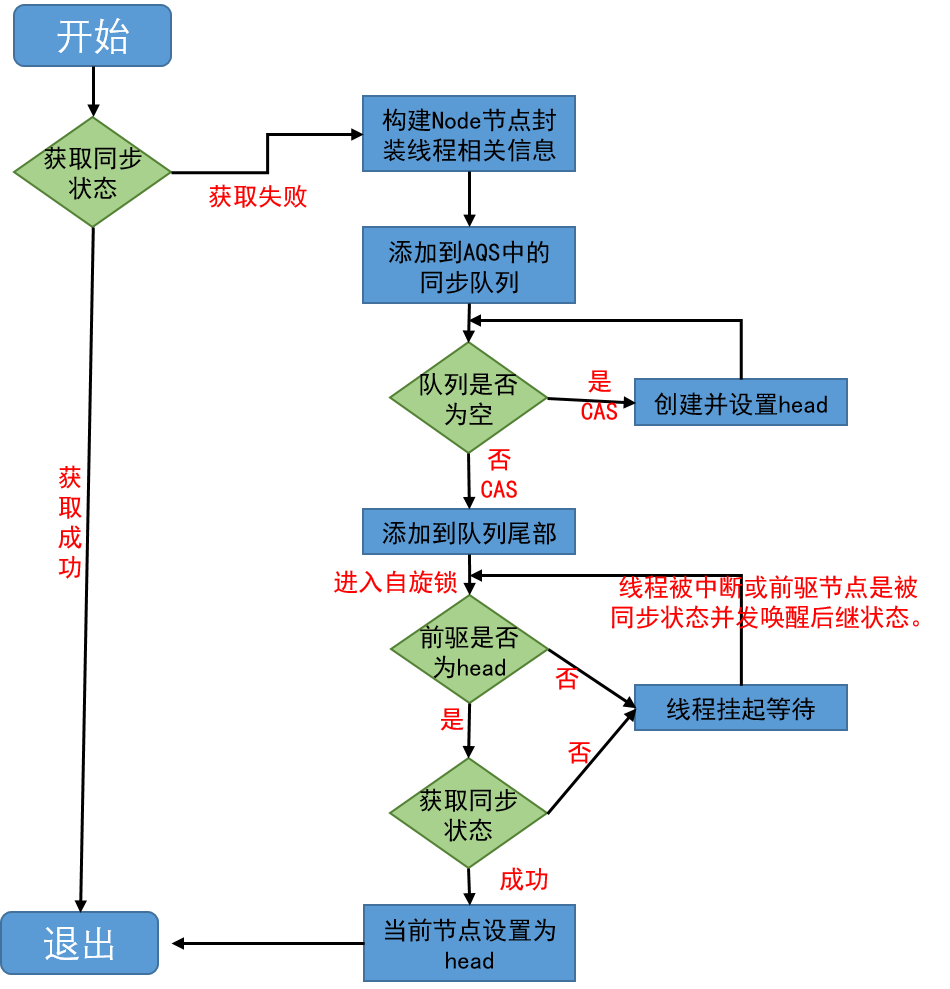 开始
获取同步
状态
获取失败
构建Node节点封
装线程相关信息
添加到AQS中的
同步队列
队列是否
为空
是
CAS
创建并设置head
否
CAS
获
取
成
功
添加到队列尾部
进入自旋锁
线程被中断或前驱节点是被
同步状态并发唤醒后继状态。
前驱是否
为head
否
线程挂起等待
是
否
获取同步
状态
成功
当前节点设置为
head
退出